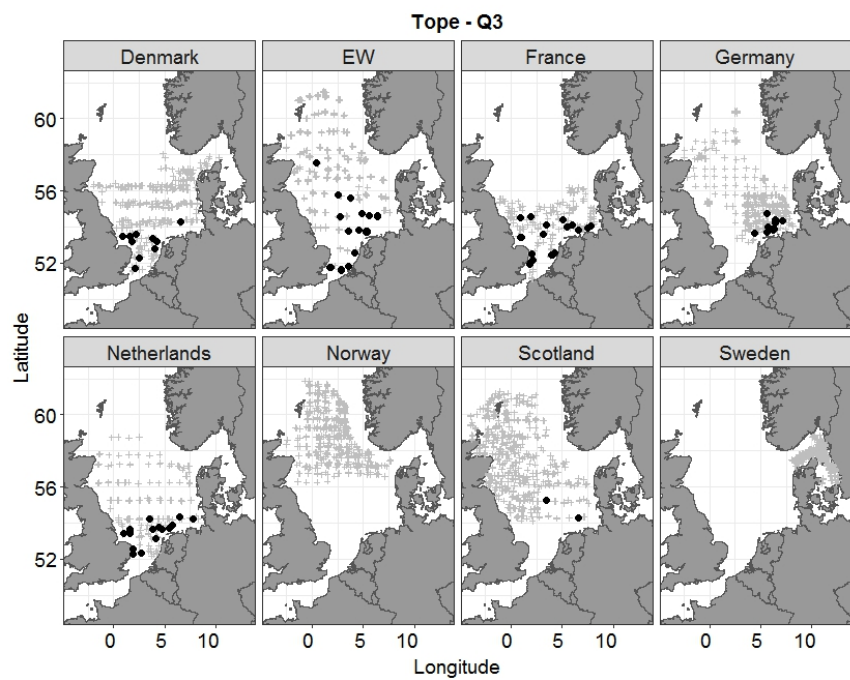 Tope - Q3
Denmark EW France Germany
60
56
52
Netherlands Norway Scotland Sweden
60
56
52
0 5 10 0 5 10 0 5 10 0 5 10
Latitude
Longitude